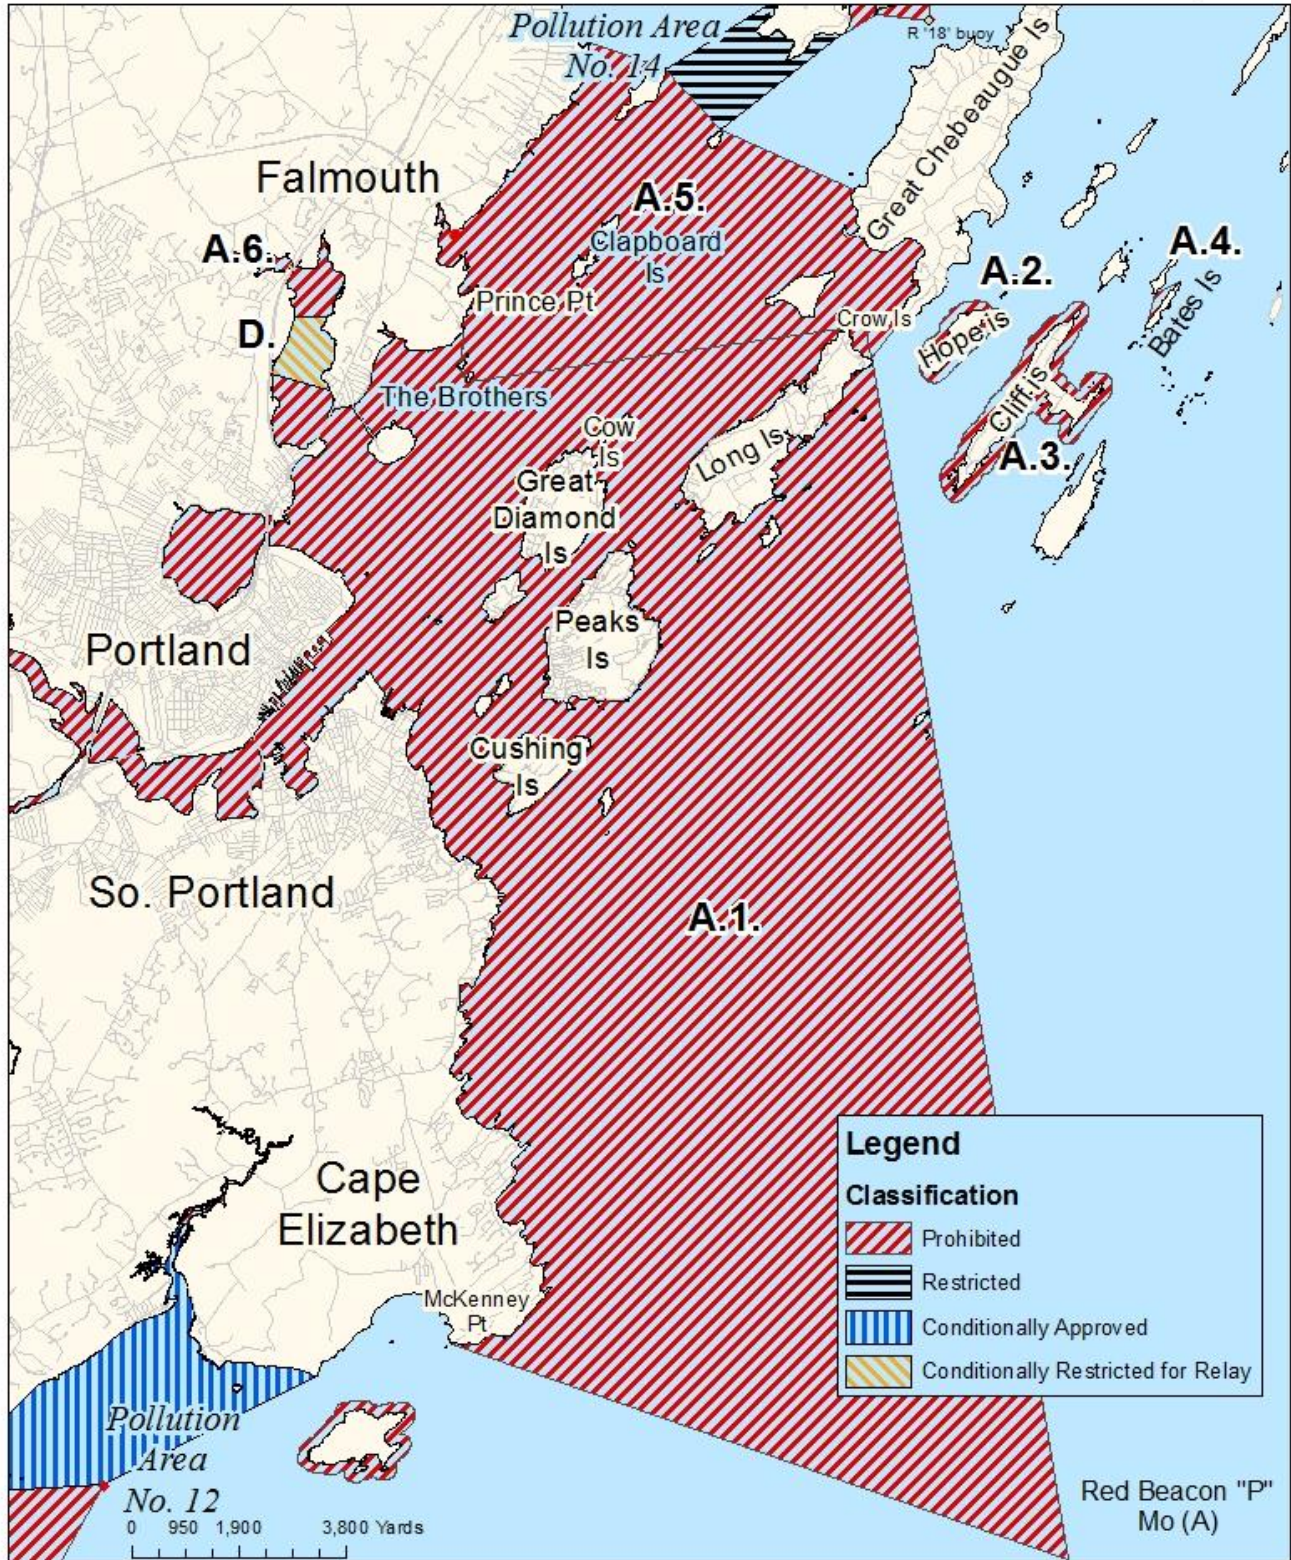 Pollution Area
No. 14
R '18' buoy
Great Chebeaugue Is
Falmouth
A.5.
Clapboard
Is
A.6.
A.4.
A.2.
Bates Is
Prince Pt
Crow Is
Hope is
D.
The Brothers
Cliff is
A.3.
Cow
Is
Long Is
Great
Diamond
Is
Peaks
Is
Portland
Cushing
Is
So. Portland
A.1.
Cape
Elizabeth
McKenney
Pt
Legend
Classification
Prohibited
Restricted
Conditionally Approved
Conditionally Restricted for Relay
Pollution
Area
No. 12
0 950 1,900 3,800 Yards
Red Beacon "P"
Mo (A)